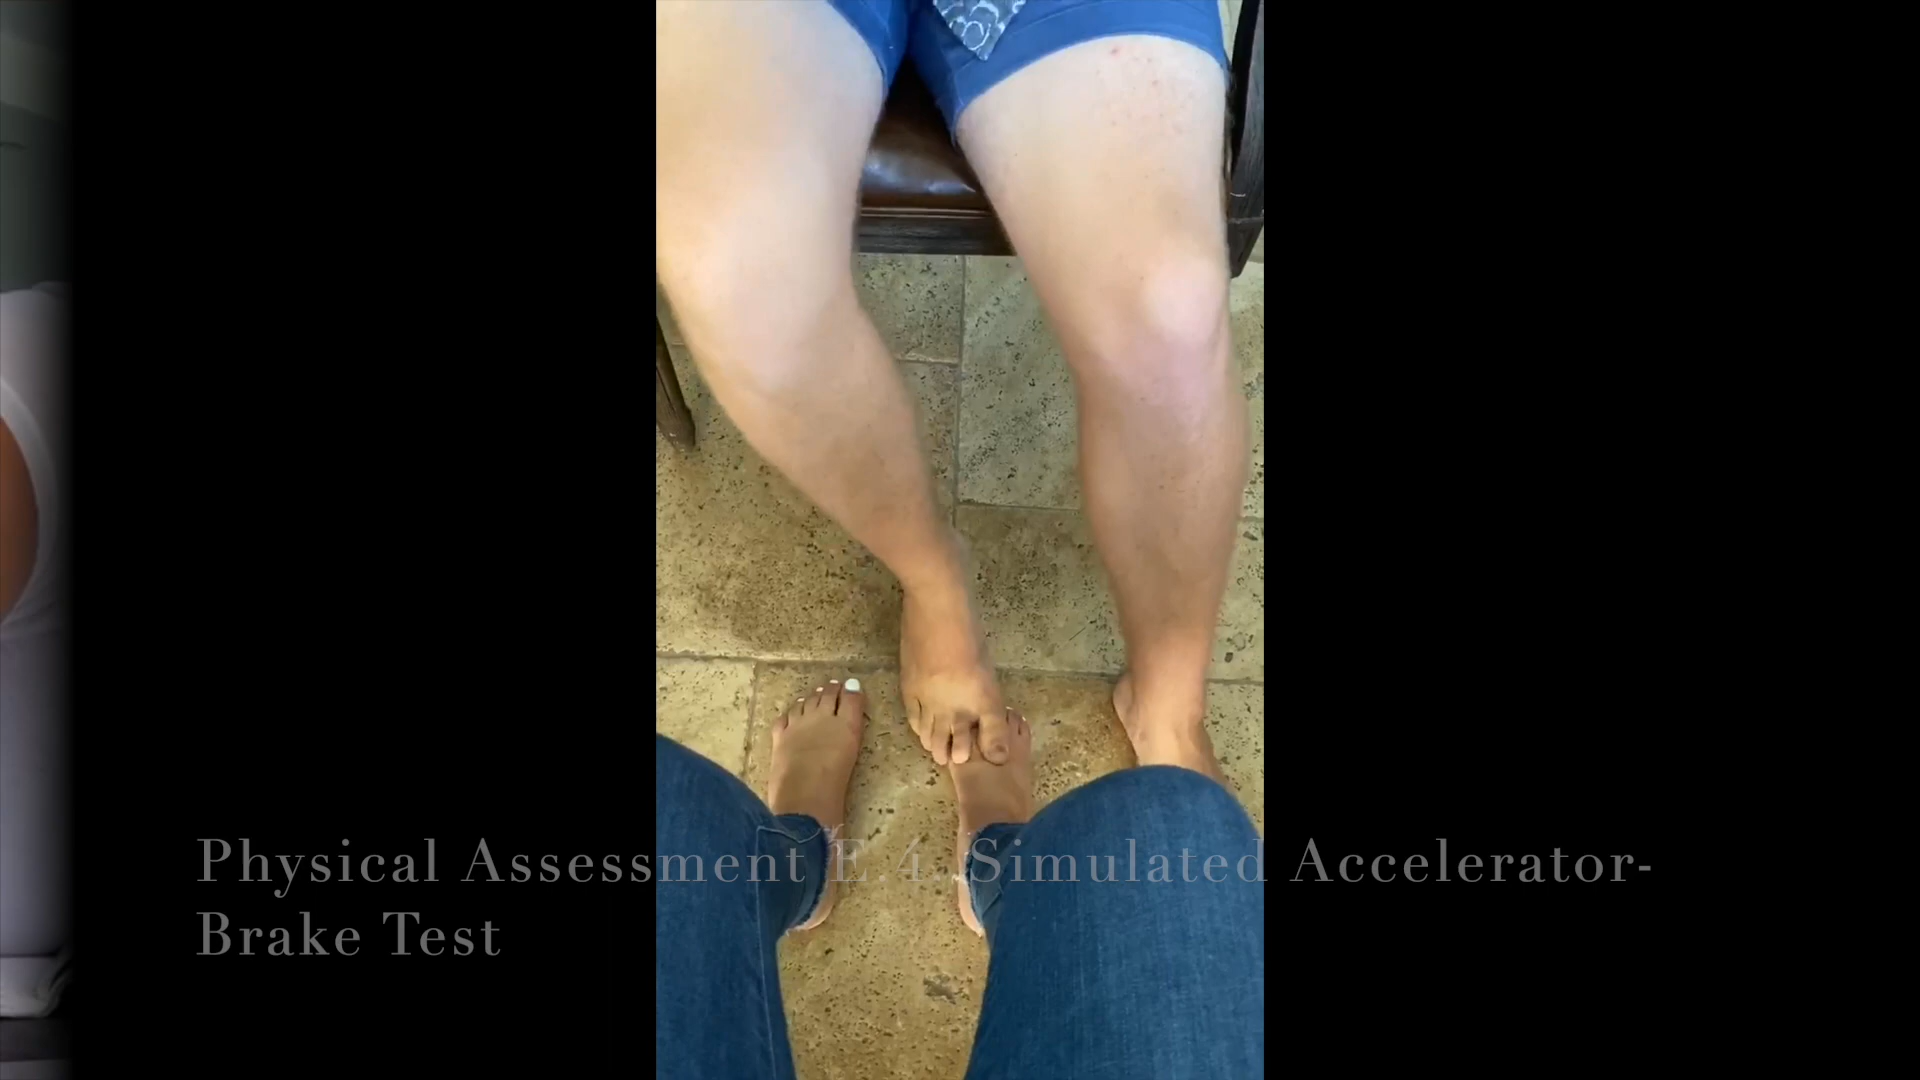 Physical Assessment E.4. Simulated Accelerator-
Brake Test